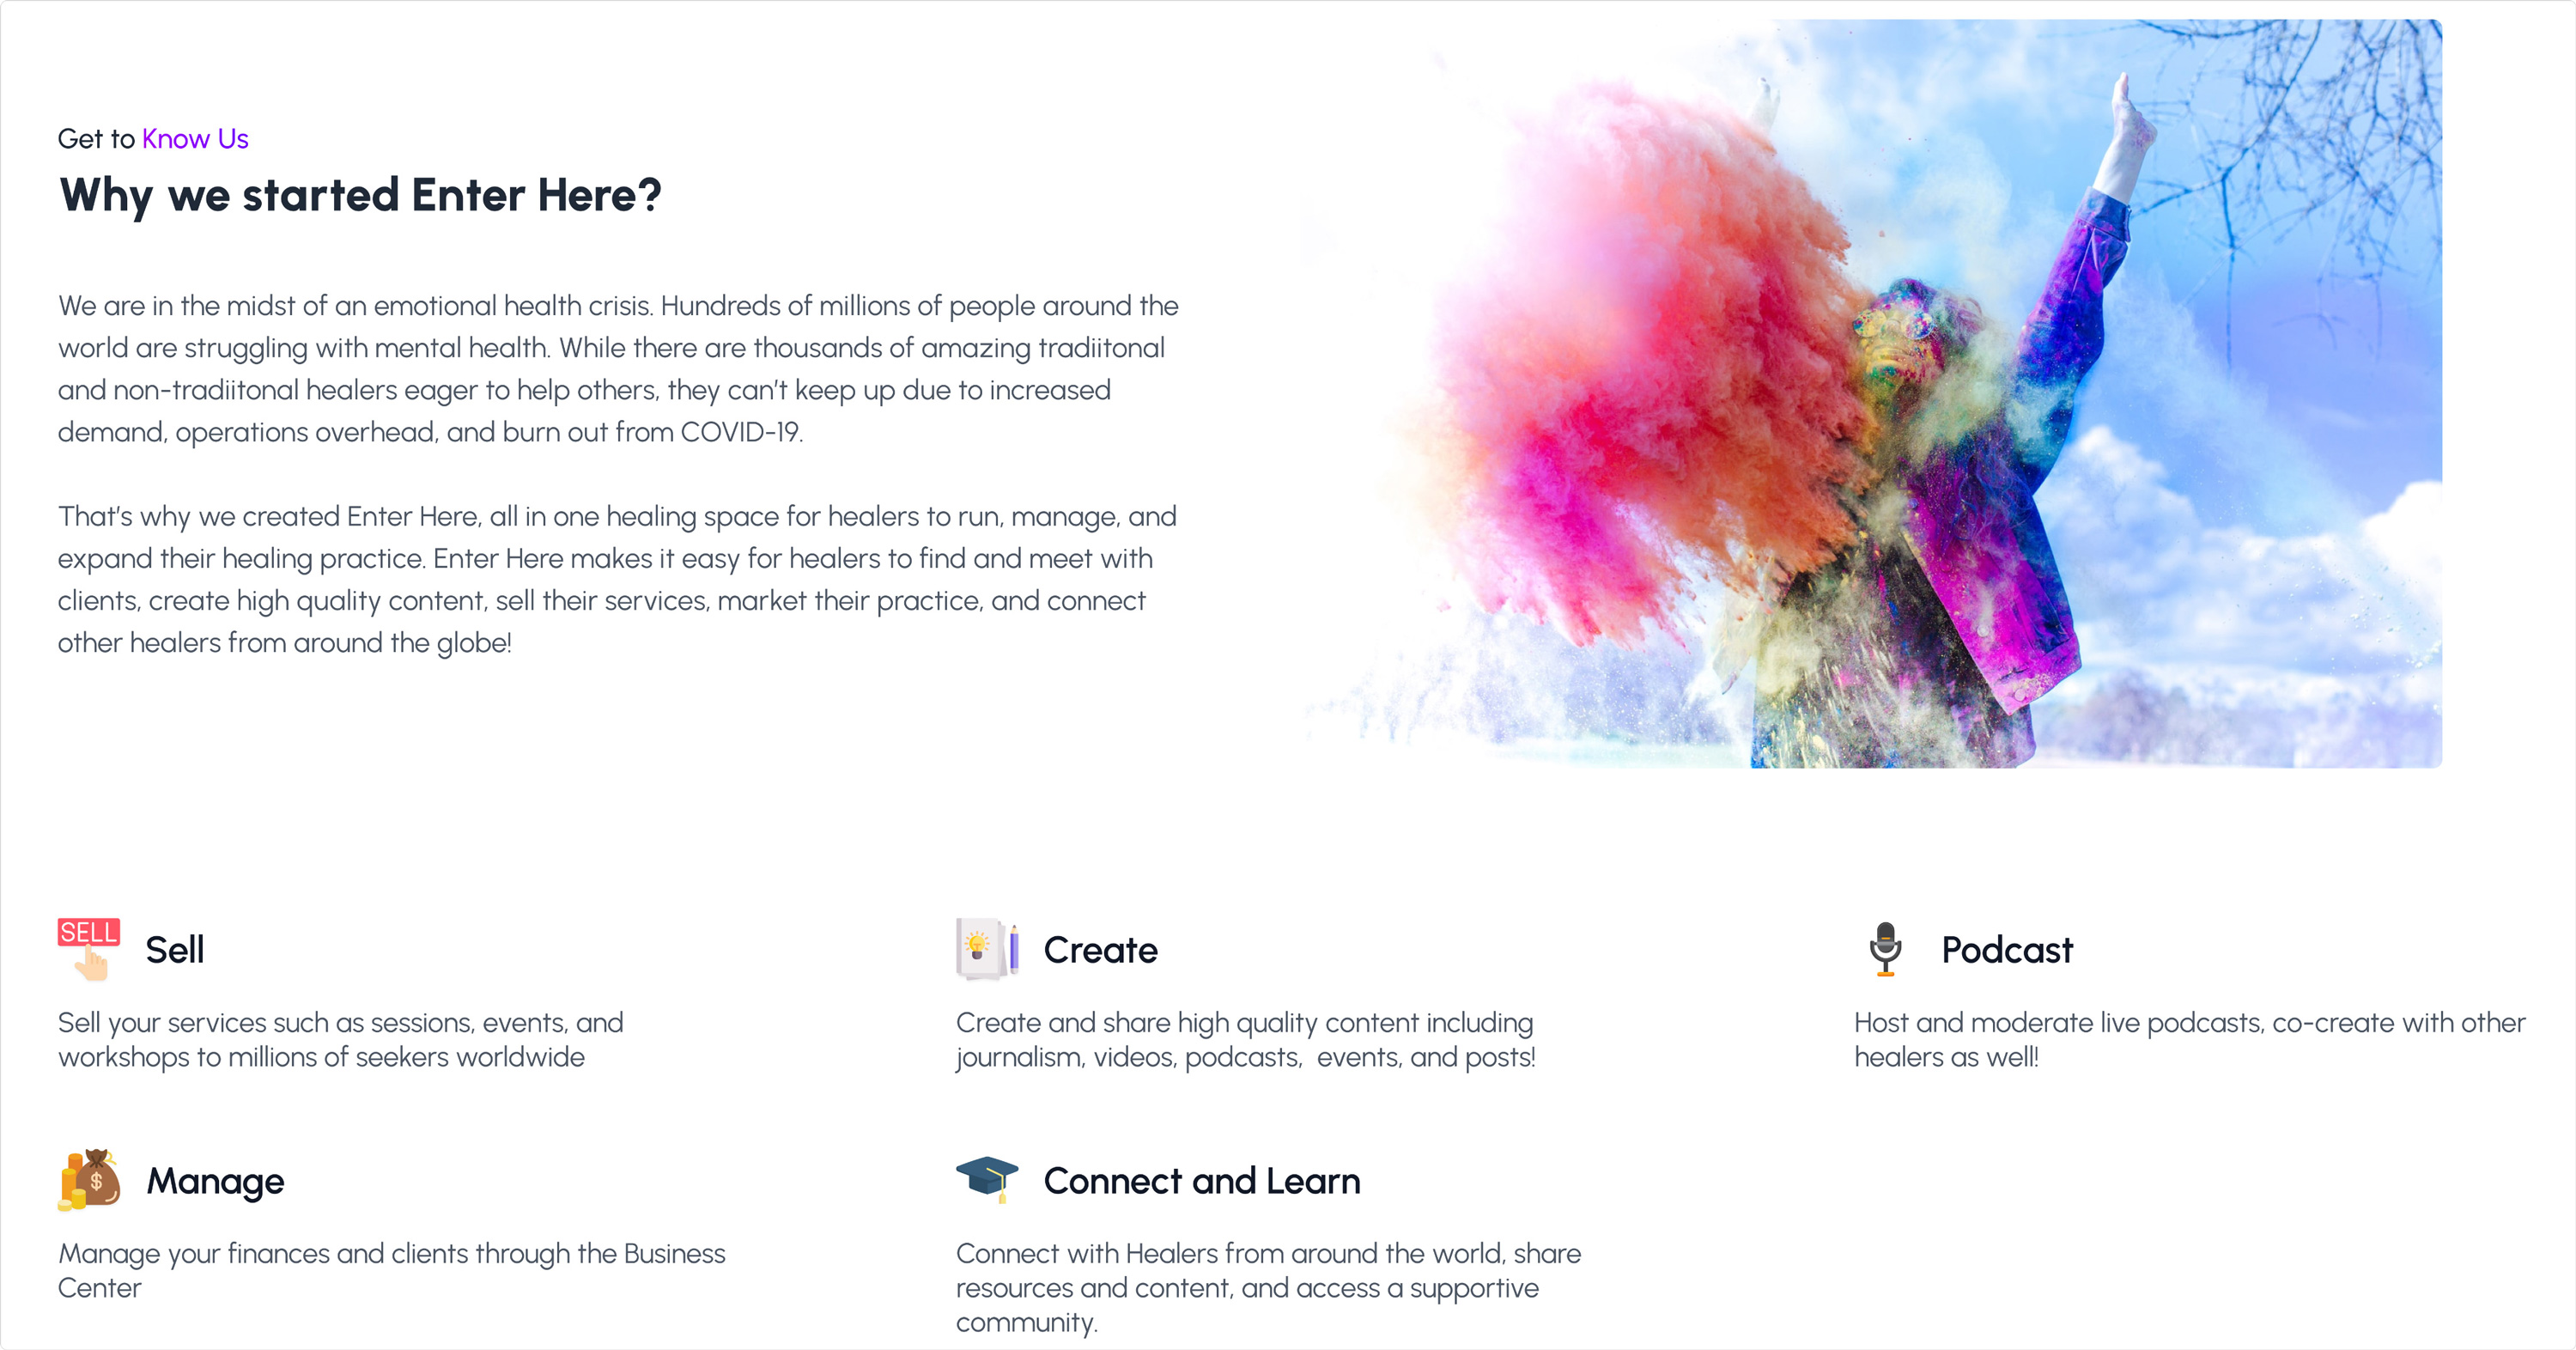 Get to Know Us
Why we started Enter Here?
We are in the midst of an emotional health crisis. Hundreds of millions of people around the
world are struggling with mental health. While there are thousands of amazing tradiitonal
and non-tradiitonal healers eager to help others, they can't keep up due to increased
demand, operations overhead, and burn out from COVID-19.
That's why we created Enter Here, all in one healing space for healers to run, manage, and
expand their healing practice. Enter Here makes it easy for healers to find and meet with
clients, create high quality content, sell their services, market their practice, and connect
other healers from around the globe!
SELL
Sell
Sell your services such as sessions, events, and
workshops to millions of seekers worldwide
Create
Create and share high quality content including
journalism, videos, podcasts,  events, and posts!
Podcast
Host and moderate live podcasts, co-create with other
healers as well!
$
Manage
Manage your finances and clients through the Business
Center
Connect and Learn
Connect with Healers from around the world, share
resources and content, and access a supportive
community.